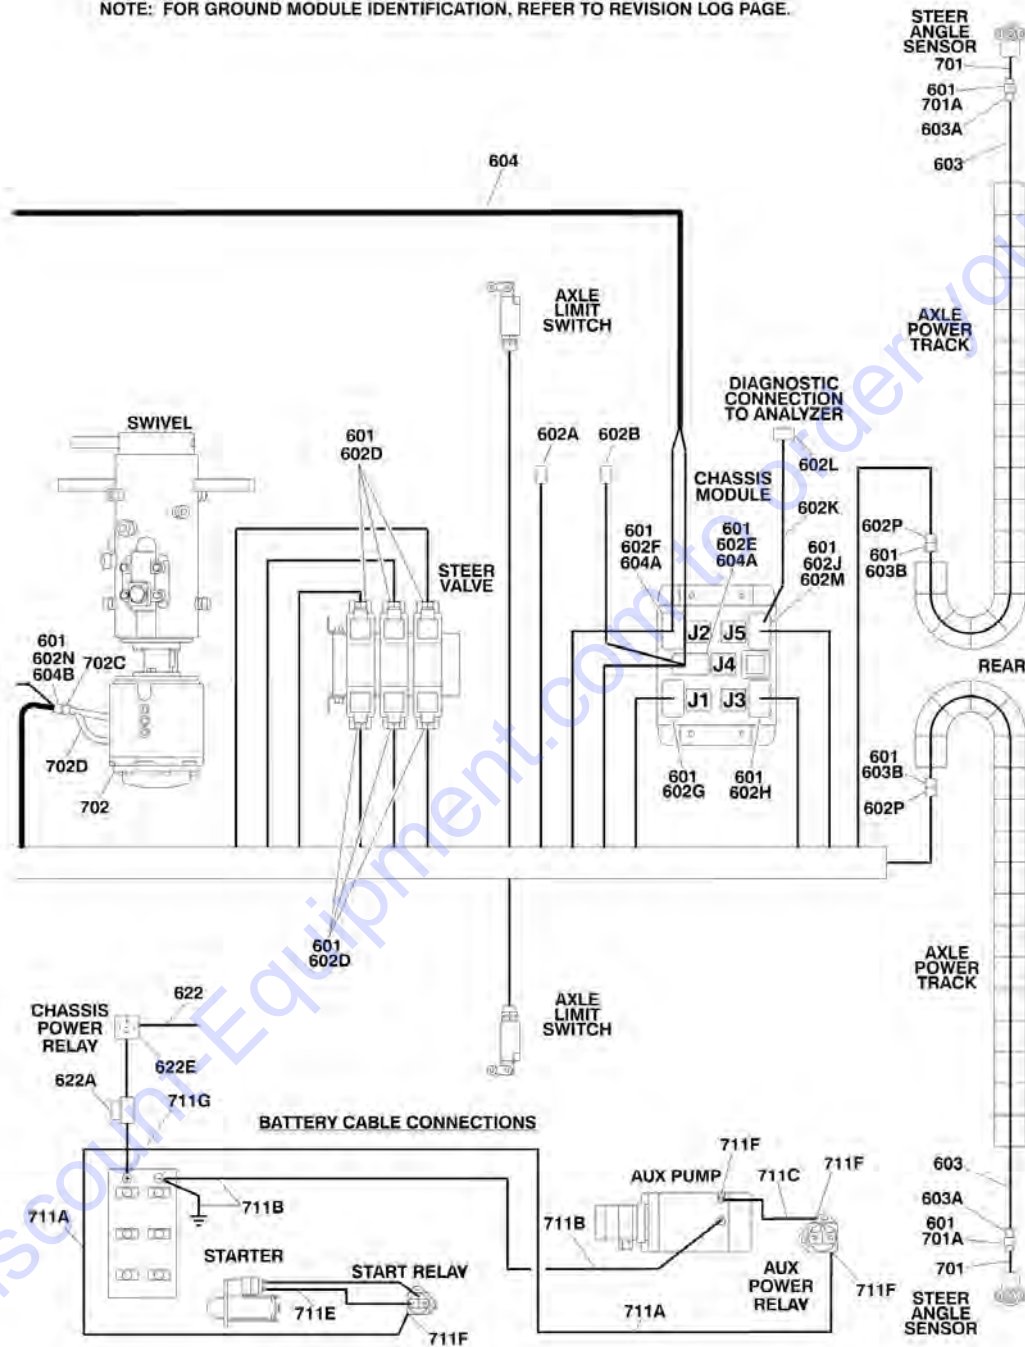 NOTE: FOR GROUND MODULE IDENTIFICATION, REFER TO REVISION LOG PAGE.
STEER
ANGLE
SENSOR
701
601
701A
603A
603
604
AXLE
LIMIT
SWITCH
AXLE
POWER
TRACK
DIAGNOSTIC
CONNECTION
TO ANALYZER
SWIVEL
601
602D
602A
602B
602L
CHASSIS
MODULE
602K
601
602F
604A
601
602E
604A
601
602J
602M
602P
601
603B
STEER
VALVE
J2
J5
J4
J1
J3
601
602N
604B
702C
REAR
702D
702
601
602G
601
602H
601
603B
602P
601
602D
AXLE
POWER
TRACK
622
CHASSIS
POWER
RELAY
AXLE
LIMIT
SWITCH
622E
622A
711G
BATTERY CABLE CONNECTIONS
711F
AUX PUMP
711C
711F
603
603A
601
701A
701
711A
711B
711B
STARTER
START RELAY
AUX
POWER
RELAY
711F
711E
711F
711A
STEER
ANGLE
SENSOR
discount-Equipment.com to order you